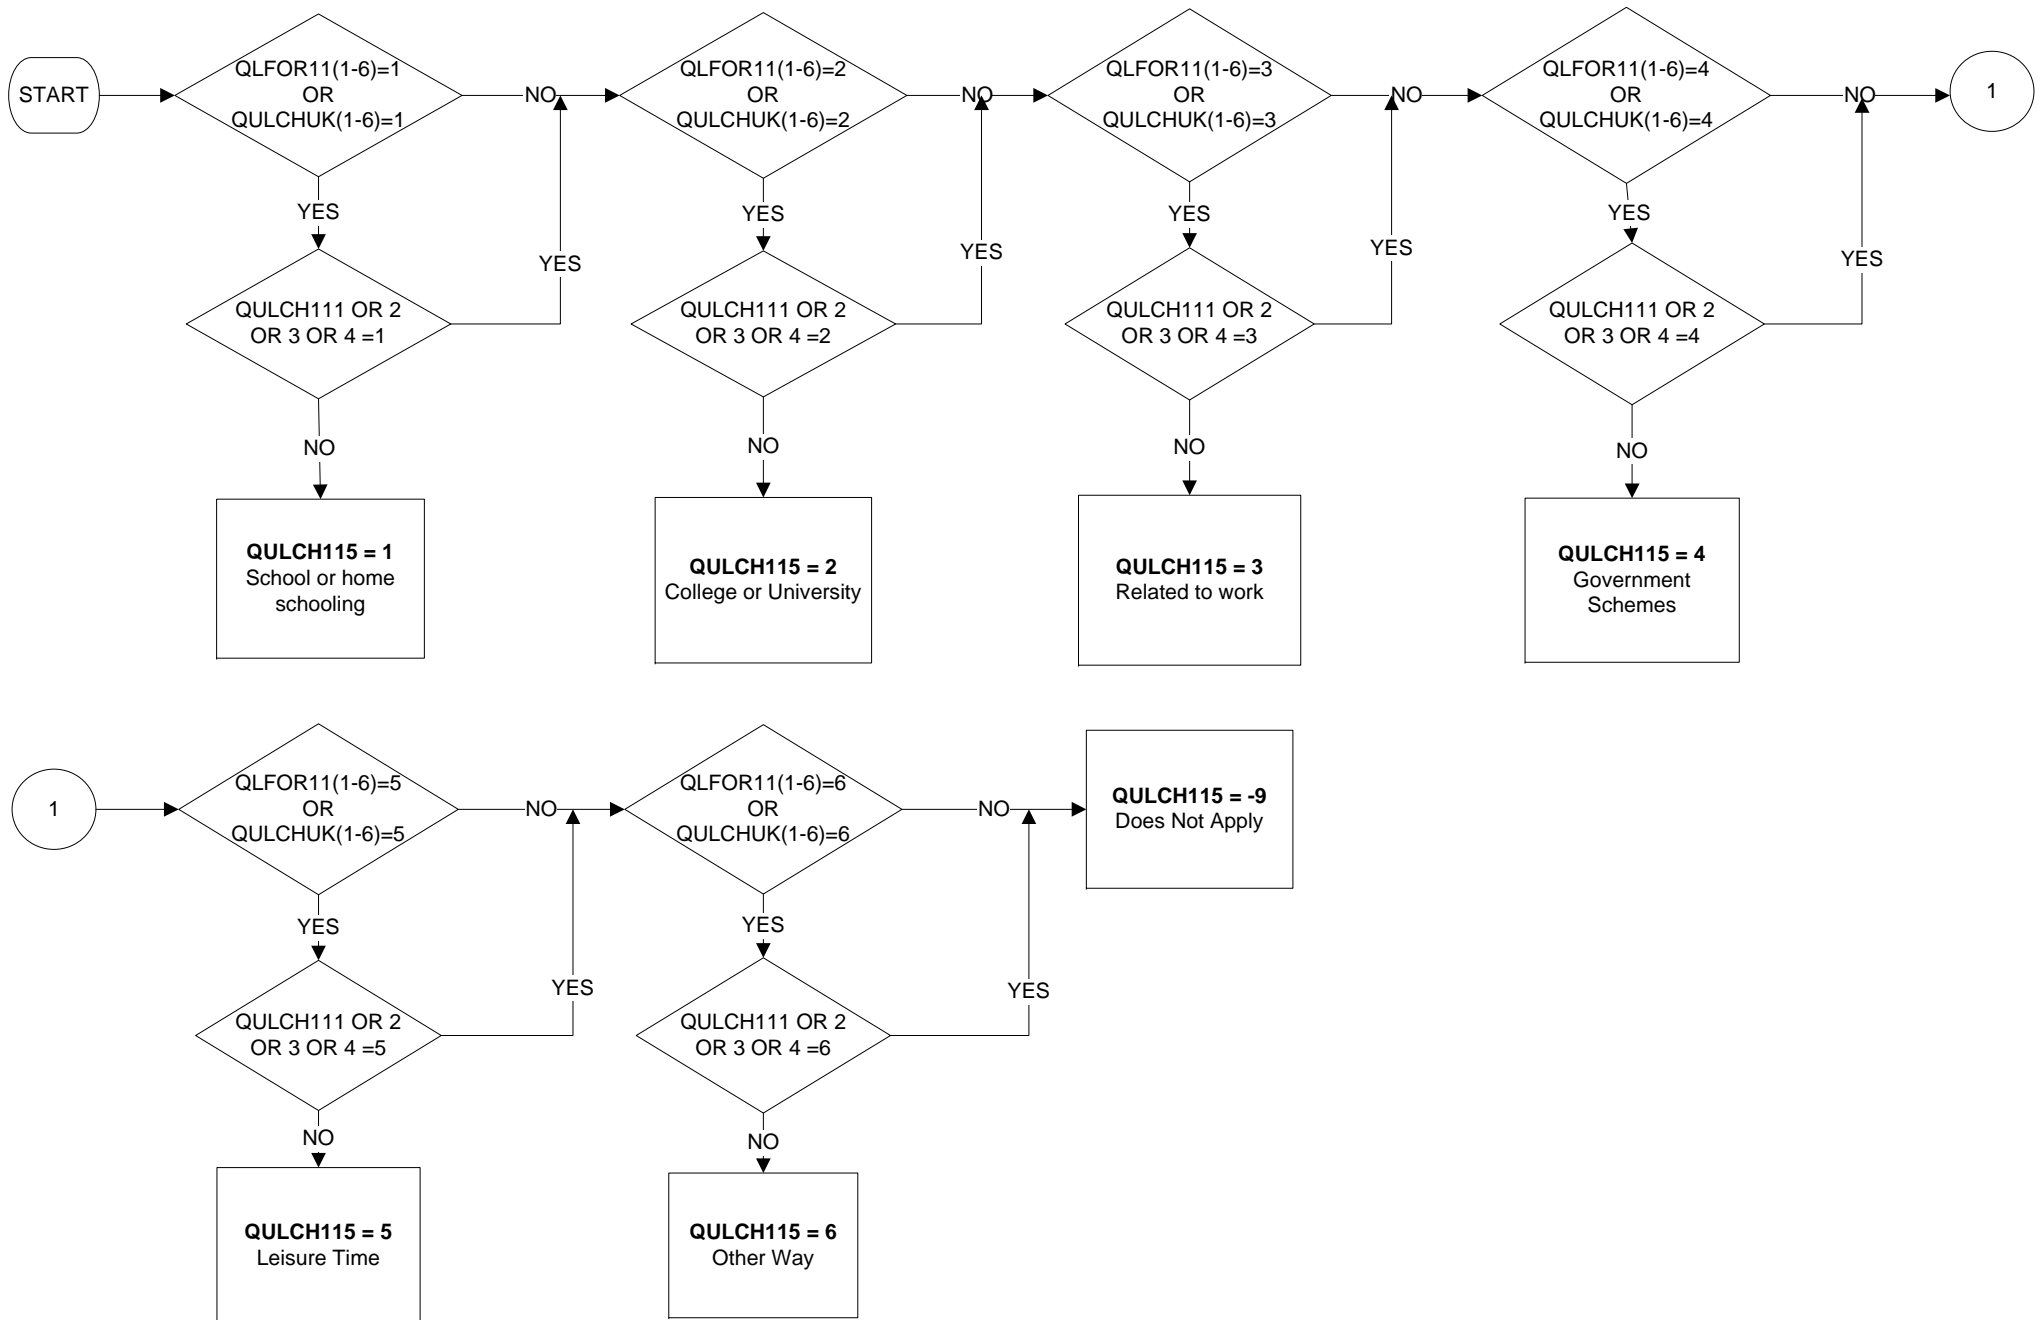 START
QLFOR11(1-6)=1
OR
QULCHUK(1-6)=1
NO
QLFOR11(1-6)=2
OR
QULCHUK(1-6)=2
NO
QLFOR11(1-6)=3
OR
QULCHUK(1-6)=3
NO
QLFOR11(1-6)=4
OR
QULCHUK(1-6)=4
NO
1
YES
YES
YES
YES
YES
YES
YES
YES
QULCH111 OR 2
OR 3 OR 4 =1
QULCH111 OR 2
OR 3 OR 4 =2
QULCH111 OR 2
OR 3 OR 4 =3
QULCH111 OR 2
OR 3 OR 4 =4
NO
NO
NO
NO
QULCH115 = 1
School or home
schooling
QULCH115 = 2
College or University
QULCH115 = 3
Related to work
QULCH115 = 4
Government
Schemes
1
QLFOR11(1-6)=5
OR
QULCHUK(1-6)=5
NO
QLFOR11(1-6)=6
OR
QULCHUK(1-6)=6
NO
QULCH115 = -9
Does Not Apply
YES
YES
YES
YES
QULCH111 OR 2
OR 3 OR 4 =5
QULCH111 OR 2
OR 3 OR 4 =6
NO
NO
QULCH115 = 5
Leisure Time
QULCH115 = 6
Other Way